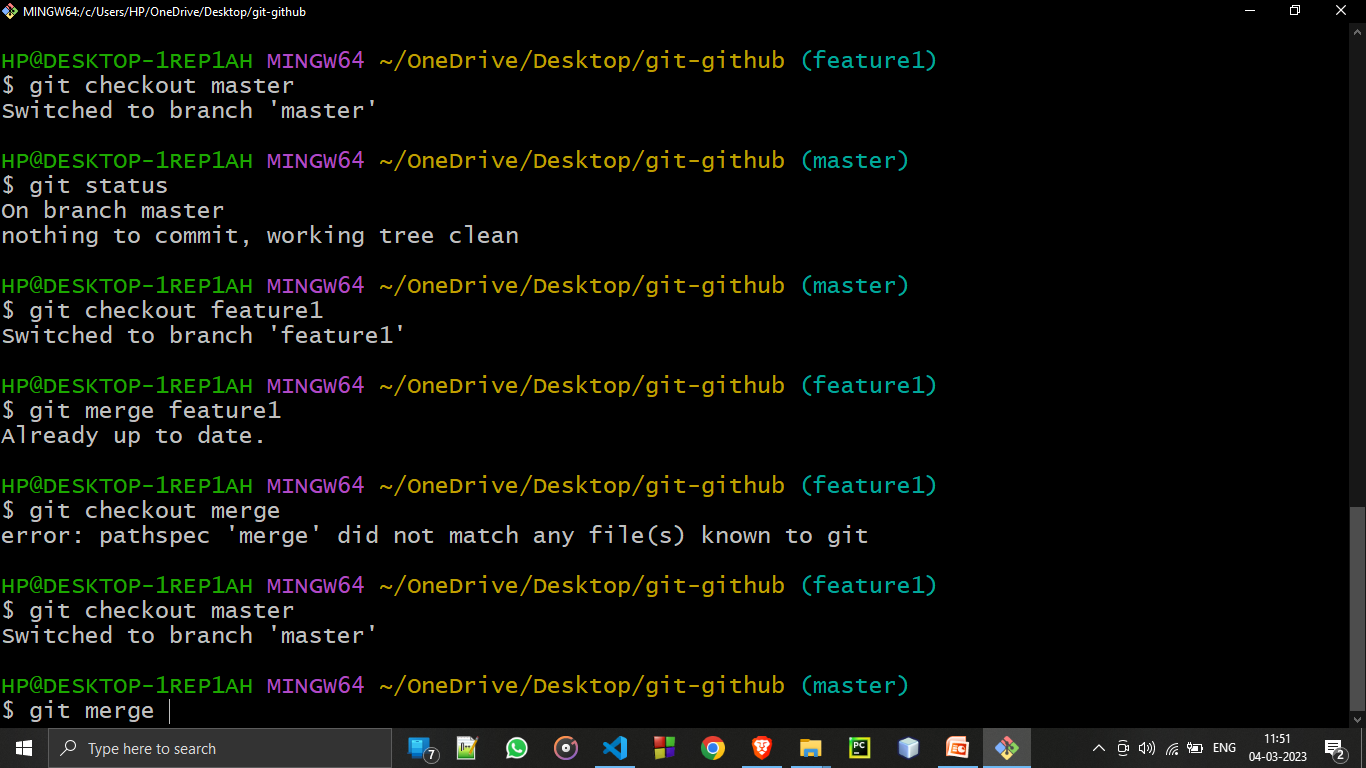 MINGW64:/c/Users/HP/OneDrive/Desktop/git-github
HP@DESKTOP-1REP1AH MINGW64 ~/OneDrive/Desktop/git-github (feature1)
$ git checkout master
Switched to branch 'master'
HP@DESKTOP-1REP1AH MINGW64 ~/OneDrive/Desktop/git-github (master)
$ git status
On branch master
nothing to commit, working tree clean
HP@DESKTOP-1REP1AH MINGW64 ~/OneDrive/Desktop/git-github (master)
$ git checkout feature1
Switched to branch 'feature1'
HP@DESKTOP-1REP1AH MINGW64 ~/OneDrive/Desktop/git-github (feature1)
$ git merge feature1
Already up to date.
HP@DESKTOP-1REP1AH MINGW64 ~/OneDrive/Desktop/git-github (feature1)
$ git checkout merge
error: pathspec 'merge' did not match any file(s) known to git
HP@DESKTOP-1REP1AH MINGW64 ~/OneDrive/Desktop/git-github (feature1)
$ git checkout master
Switched to branch 'master'
HP@DESKTOP-1REP1AH MINGW64 ~/OneDrive/Desktop/git-github (master)
$ git merge
Type here to search
7
PC
ENG
11:51
04-03-2023
2